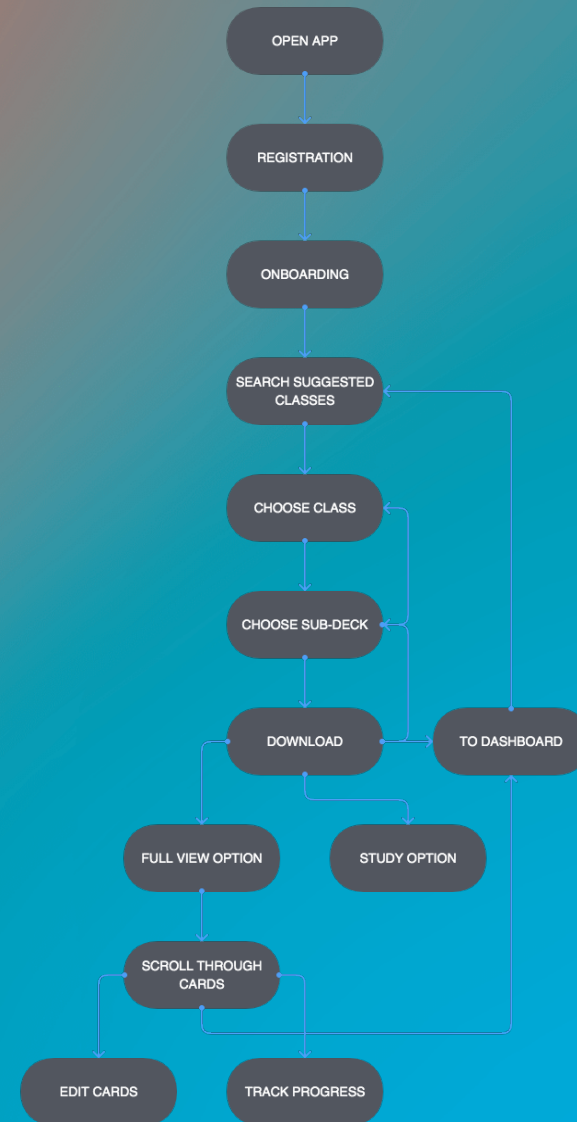 OPEN APP
REGISTRATION
ONBOARDING
SEARCH SUGGESTED
CLASSES
CHOOSE CLASS
CHOOSE SUB-DECK
DOWNLOAD
TO DASHBOARD
FULL VIEW OPTION
STUDY OPTION
SCROLL THROUGH
CARDS
EDIT CARDS
TRACK PROGRESS